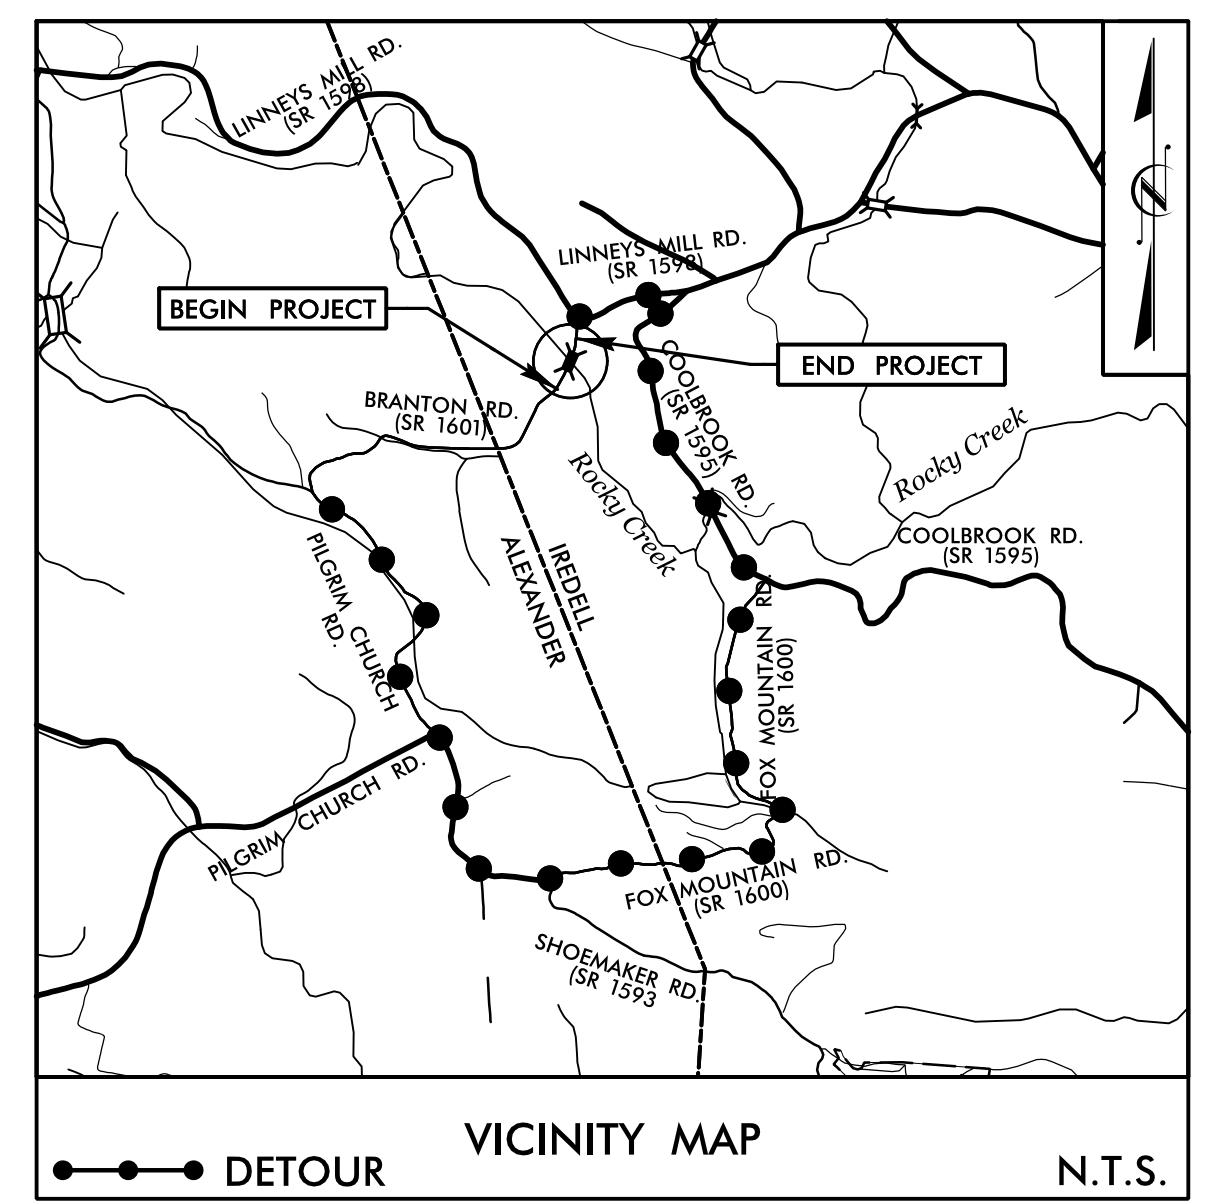 LINNEYS MILL RD.
(SR 1598)
LINNEYS MILL RD.
(SR 1598)
BEGIN PROJECT
END PROJECT
BRANTON RD.
(SR 1601)
COOLBROOK RD.
(SR 1595)
Rocky Creek
Rocky Creek
COOLBROOK RD.
(SR 1595)
PILGRIM CHURCH
RD.
IREDELL
ALEXANDER
FOX MOUNTAIN RD.
(SR 1600)
PILGRIM CHURCH RD.
FOX MOUNTAIN RD.
(SR 1600)
SHOEMAKER RD.
(SR 1593
VICINITY MAP
DETOUR
N.T.S.